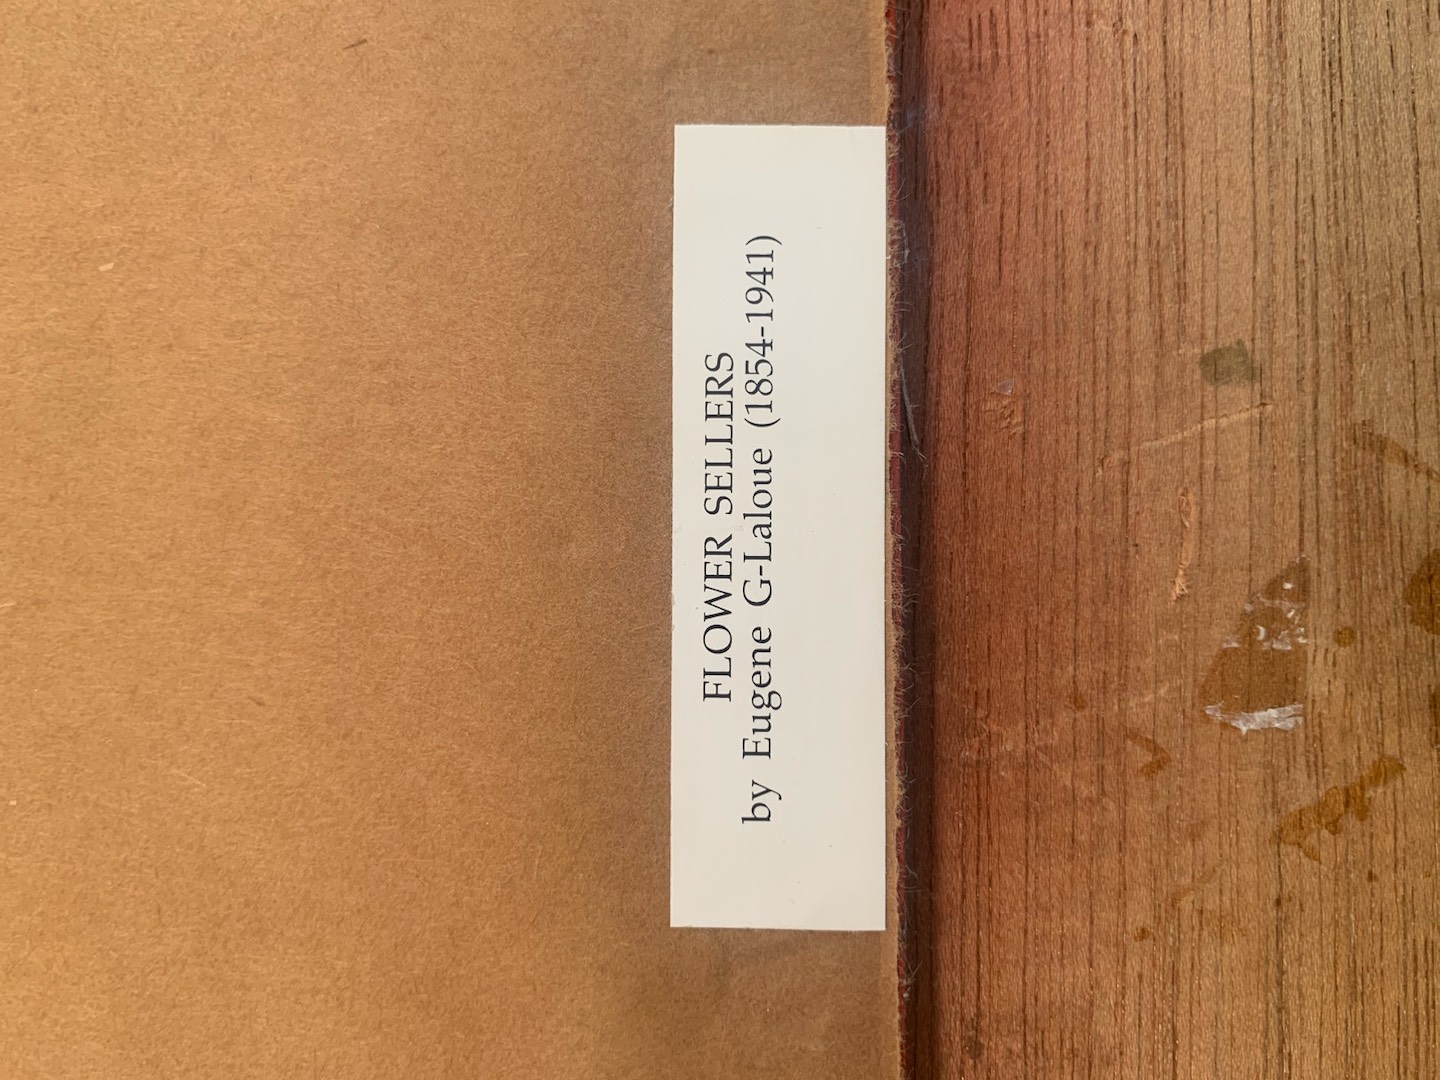 FLOWER SELLERS
by Eugene G-Laloue (1854-1941)